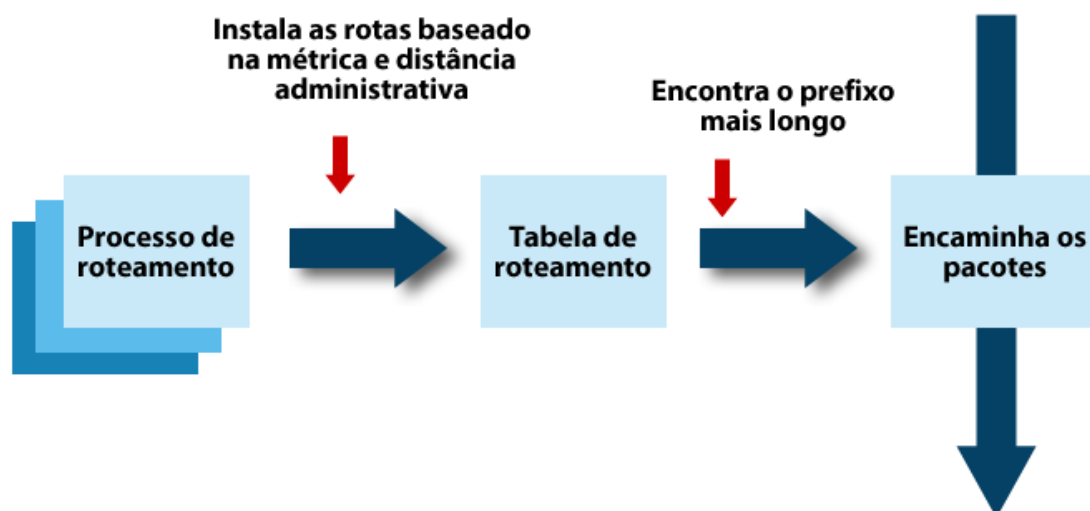 Instala as rotas baseado
na métrica e distância
administrativa
Encontra o prefixo
mais longo
Processo de
roteamento
Tabela de
roteamento
Encaminha os
pacotes